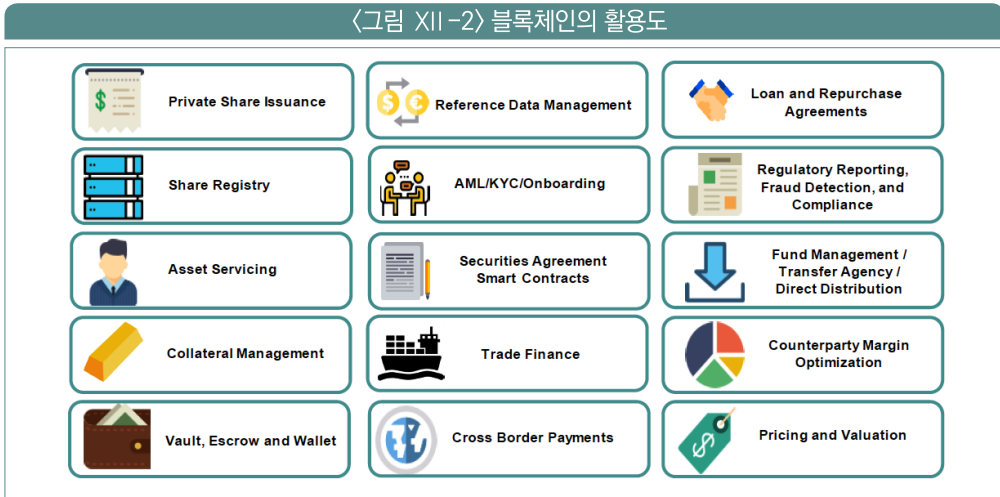 <그림 XII-2> 블록체인의 활용도
Private Share Issuance
Reference Data Management
Loan and Repurchase
Agreements
Share Registry
AML/KYC/Onboarding
Regulatory Reporting,
Fraud Detection, and
Compliance
Asset Servicing
Securities Agreement
Smart Contracts
Fund Management /
Transfer Agency /
Direct Distribution
Collateral Management
Trade Finance
Counterparty Margin
Optimization
Vault, Escrow and Wallet
Cross Border Payments
Pricing and Valuation